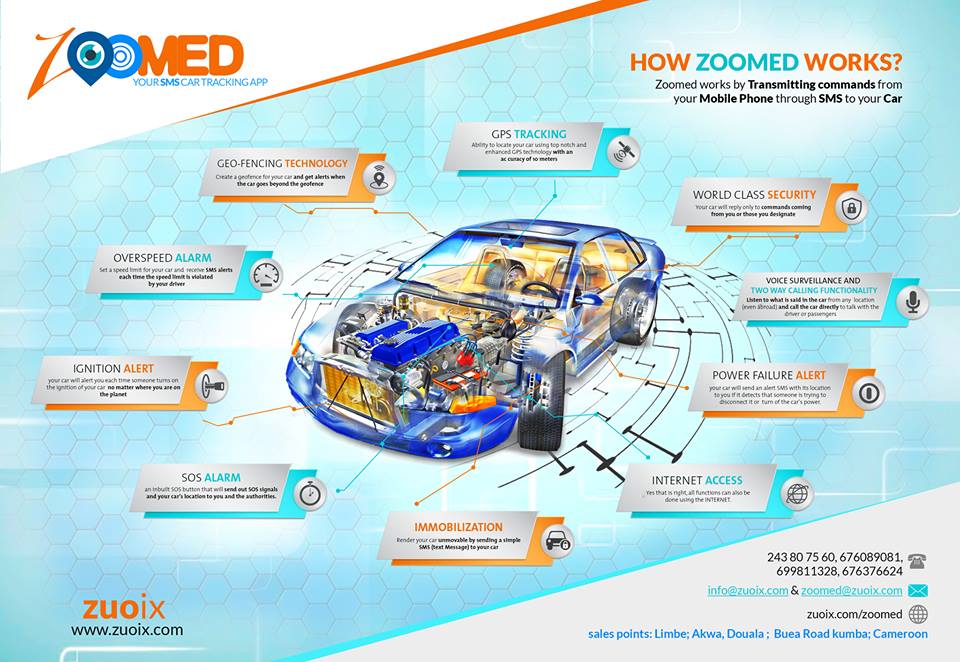 ZOOMED
YOUR SMS CAR TRACKING APP
HOW ZOOMED WORKS?
Zoomed works by Transmitting commands from
your Mobile Phone through SMS to your Car
GPS TRACKING
Ability to locate your car using top notch and
enhanced GPS technology with an
ac curacy of 10 meters
GEO-FENCING TECHNOLOGY
Create a geofence for your car and get alerts when
the car goes beyond the geofence
WORLD CLASS SECURITY
Your car will reply only to commands coming
from you or those you designate
OVERSPEED ALARM
Set a speed limit for your car and receive SMS alerts
each time the speed limit is violated
by your driver
VOICE SURVEILLANCE AND
TWO WAY CALLING FUNCTIONALITY
Listen to what is said in the car from any location
(even abroad) and call the car directly to talk with the
driver or passengers
IGNITION ALERT
your car will alert you each time someone turns on
the ignition of your car no matter where you are on
the planet
POWER FAILURE ALERT
your car will send an alert SMS with its location
to you if it detects that someone is trying to
disconnect it or turn of the car's power.
SOS ALARM
an inbuilt SOS button that will send out SOS signals
and your car's location to you and the authorities.
INTERNET ACCESS
Yes that is right, all functions can also be
done using the INTERNET.
IMMOBILIZATION
Render your car unmovable by sending a simple
SMS (text Message) to your car
243 80 75 60, 676089081,
699811328, 676376624
info@zuoix.com & zoomed@zuoix.com
zuoix.com/zoomed
sales points: Limbe; Akwa, Douala ; Buea Road kumba; Cameroon
zuoix
www.zuoix.com